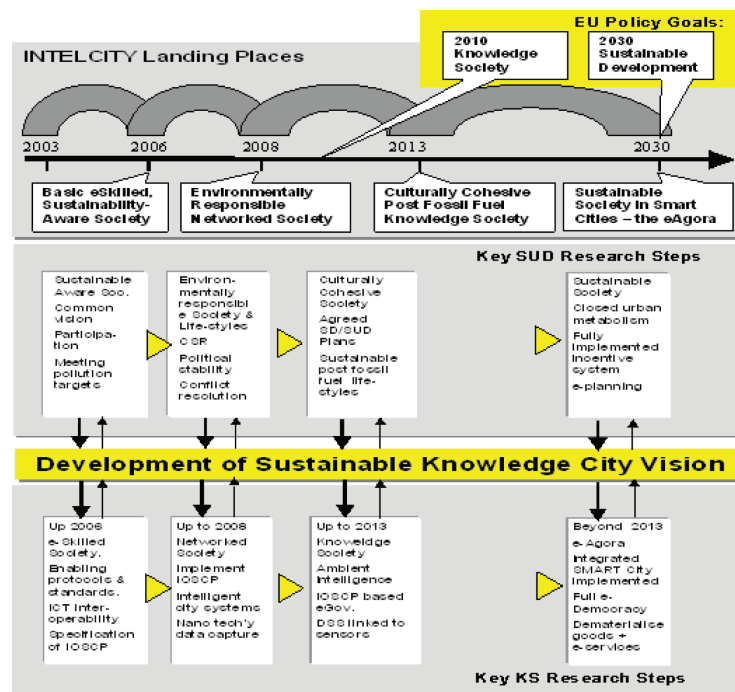 EU Policy Goals:
INTELCITY Landing Places
2010
Knowledge
Society
2030
Sustainable
Development
2003
2006
2008
2013
2030
Basic eSkilled,
Sustainability-
Aware Society
Environmentally
Responsible
Networked Society
Culturally Cohesive
Post Fossil Fuel
Knowledge Society
Sustainable
Society in Smart
Cities – the eAgora
Key SUD Research Steps
Sustainable
Aware Soc.
Common
vision
Participa-
tion
Meeting
pollution
targets
Environ-
mentally
responsibl
e Society &
Life-styles
CSR
Political
stability
Conflict
resolution
Culturally
Cohesive
Society
Agreed
SD/SUD
Plans
Sustainable
post fossil
fuel life-
styles
Sustainable
Society
Closed urban
metabolism
Fully
Implemented
Incentive
system
e-planning
Development of Sustainable Knowledge City Vision
Up 2006
e-Skilled
Society.
Enabling
protocols &
standards.
ICT Inter-
operability
Specification
of IOSCP
Up to 2008
Networked
Society
Implement
IOSCP
Intelligent
city systems
Nano tech'y
data capture
Up to 2013
Knoweldge
Society
Ambient
Intelligence
IOSCP based
eGov.
DSS linked to
sensors
Beyond 2013
e-Agora
Integrated
SMART City
Implemented
Full e-
Democracy
Dematerialise
goods +
e-services
Key KS Research Steps